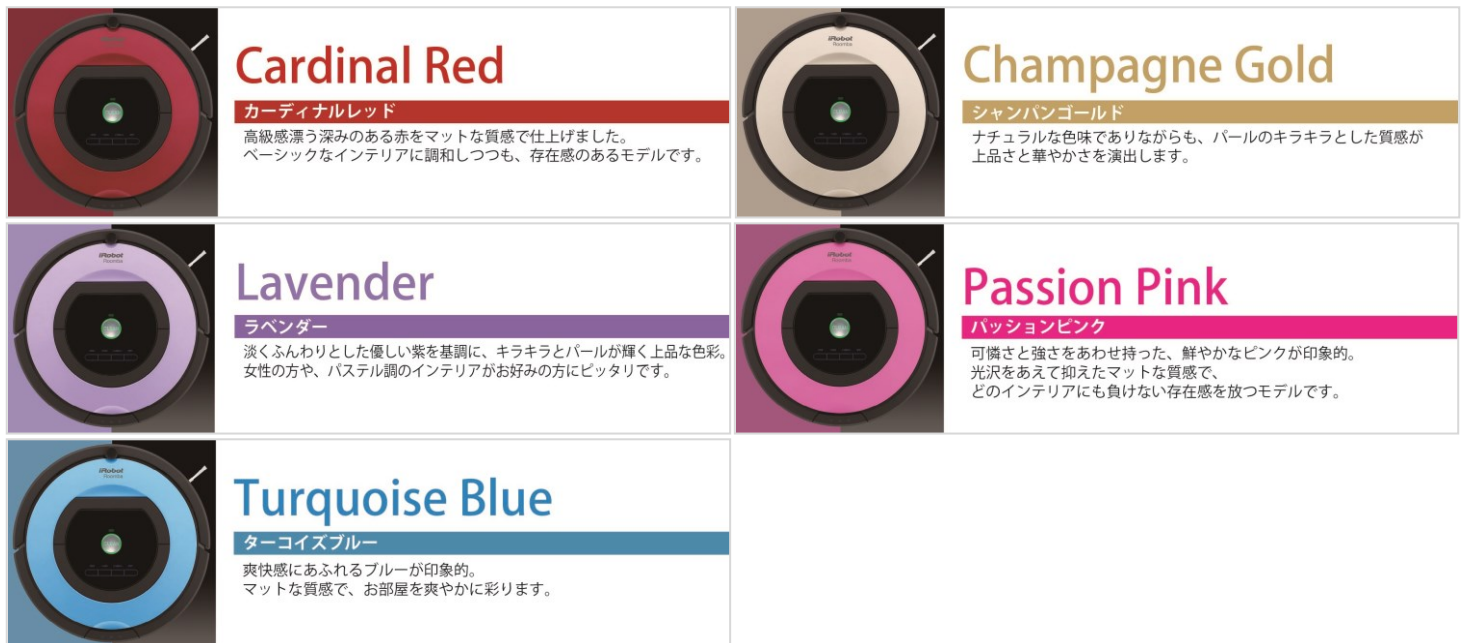 iRobot
Roomba
Cardinal Red
カーディナルレッド
高級感漂う深みのある赤をマットな質感で仕上げました。
ベーシックなインテリアに調和しつつも、存在感のあるモデルです。
iRobot
Roomba
Champagne Gold
シャンパンゴールド
ナチュラルな色味でありながらも、パールのキラキラとした質感が
上品さと華やかさを演出します。
iRobot
Roomba
Lavender
ラベンダー
淡くふんわりとした優しい紫を基調に、キラキラとパールが輝く上品な色彩。
女性の方や、パステル調のインテリアがお好みの方にピッタリです。
iRobot
Roomba
Passion Pink
パッションピンク
可憐さと強さをあわせ持った、鮮やかなピンクが印象的。
光沢をあえて抑えたマットな質感で、
どのインテリアにも負けない存在感を放つモデルです。
iRobot
Roomba
Turquoise Blue
ターコイズブルー
爽快感にあふれるブルーが印象的。
マットな質感で、お部屋を爽やかに彩ります。